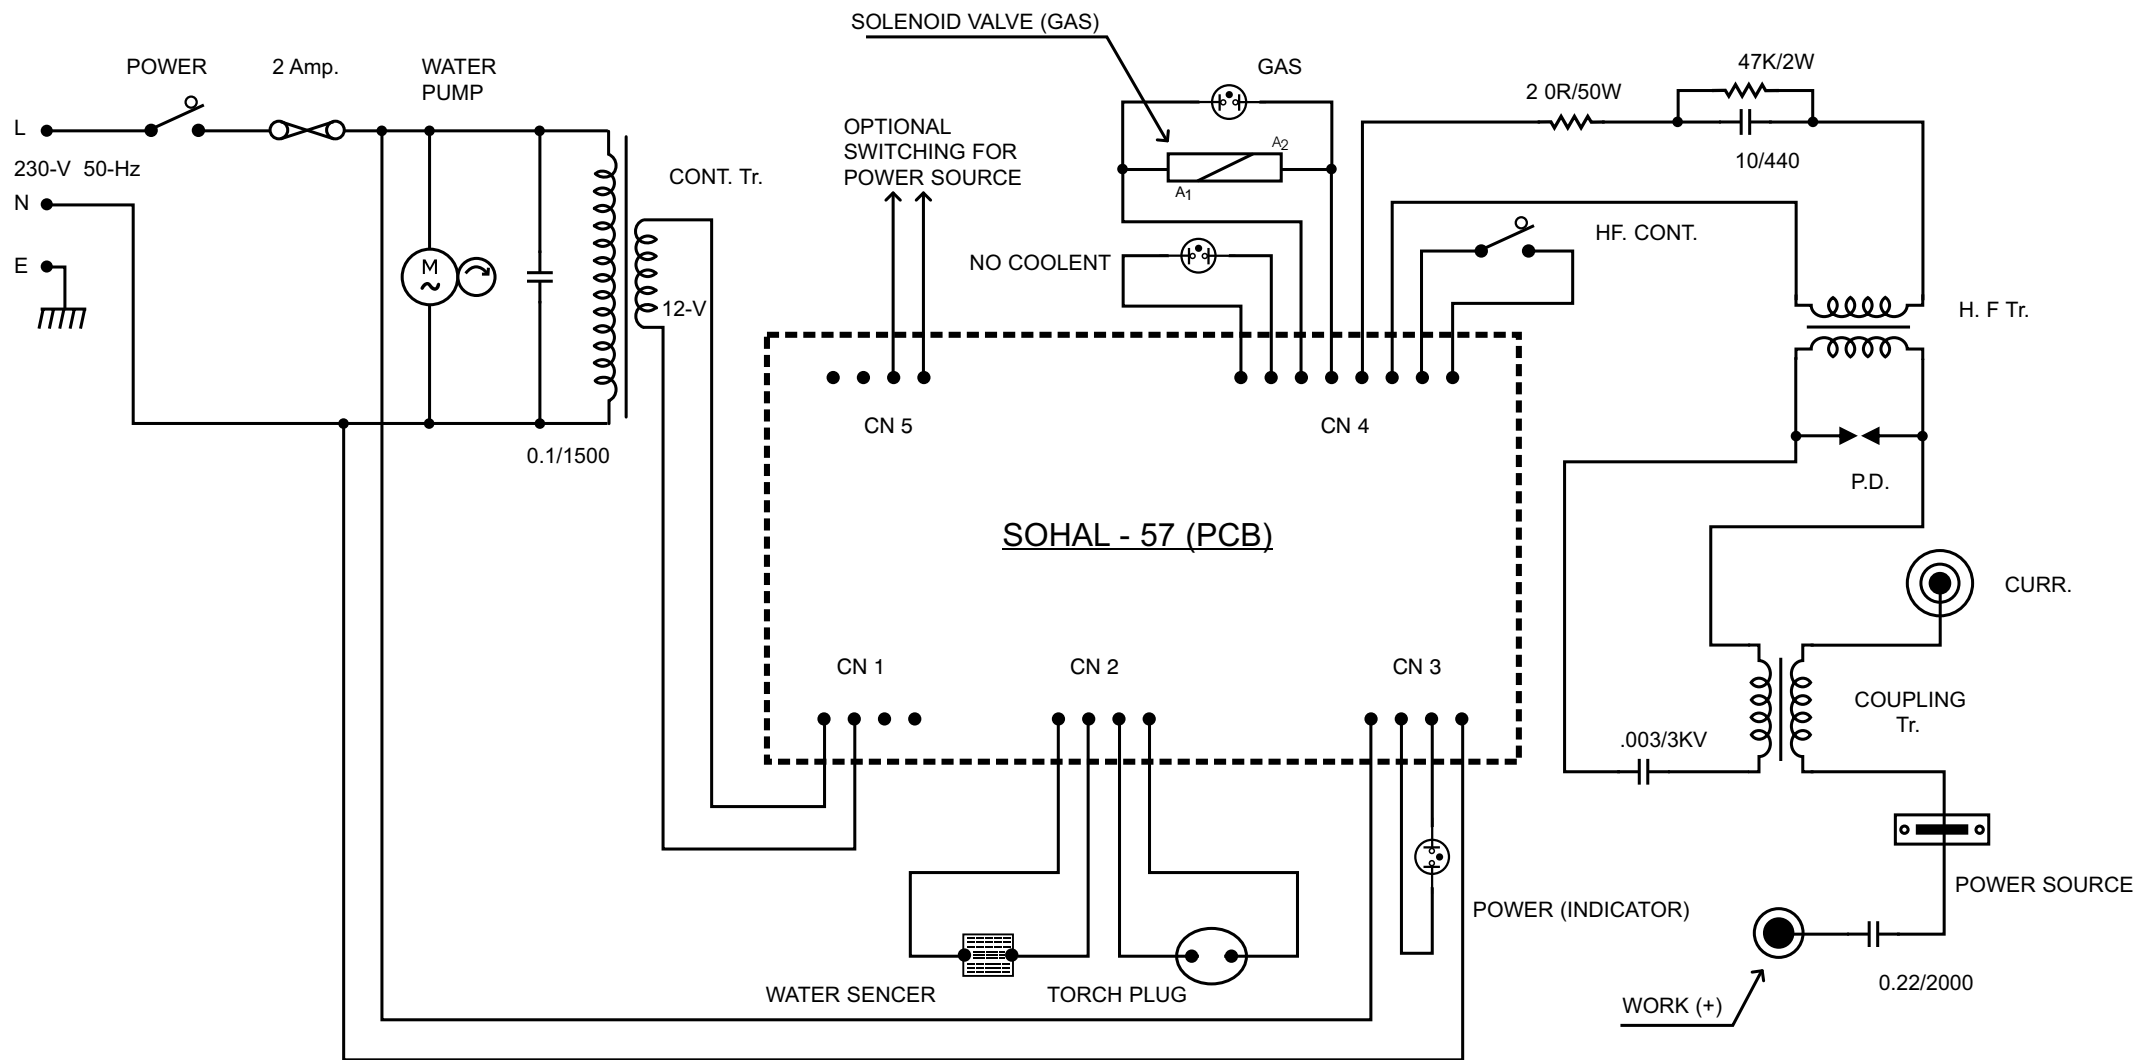 SOLENOID VALVE (GAS)
POWER
2 Amp.
WATER
PUMP
GAS
47K/2W
2 0R/50W
L
OPTIONAL
SWITCHING FOR
POWER SOURCE
A2
A1
10/440
230-V 50-Hz
CONT. Tr.
N
HF. CONT.
NO COOLENT
E
M
12-V
H. F Tr.
CN 5
CN 4
0.1/1500
P.D.
SOHAL - 57 (PCB)
CURR.
CN 1
CN 2
CN 3
COUPLING
Tr.
.003/3KV
POWER SOURCE
POWER (INDICATOR)
WATER SENCER
TORCH PLUG
0.22/2000
WORK (+)